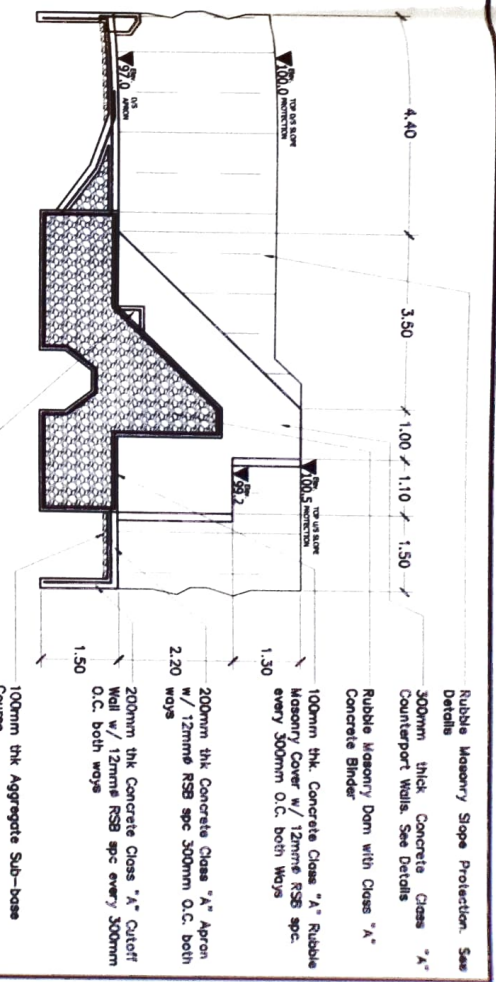 4.40
3.50
1.00
1.10
1.50
Elev.
97.0
D/S
APRON
Elev.
100.0
TOP D/S SLOPE
PROTECTION
Elev.
100.5
TOP U/S SLOPE
PROTECTION
Elev.
99.2
1.30
2.20
1.50
Rubble Masonry Slope Protection. See
Details
300mm thick Concrete Class "A"
Counterport Walls. See Details
Rubble Masonry Dam with Class "A"
Concrete Binder
100mm thk. Concrete Class "A" Rubble
Masonry Cover w/ 12mmø RSB spc.
every 300mm O.C. both Ways
200mm thk Concrete Class "A" Apron
w/ 12mmø RSB spc 300mm O.C. both
ways
200mm thk Concrete Class "A" Cutoff
Wall w/ 12mmø RSB spc every 300mm
O.C. both ways
100mm thk Aggregate Sub-base
Course